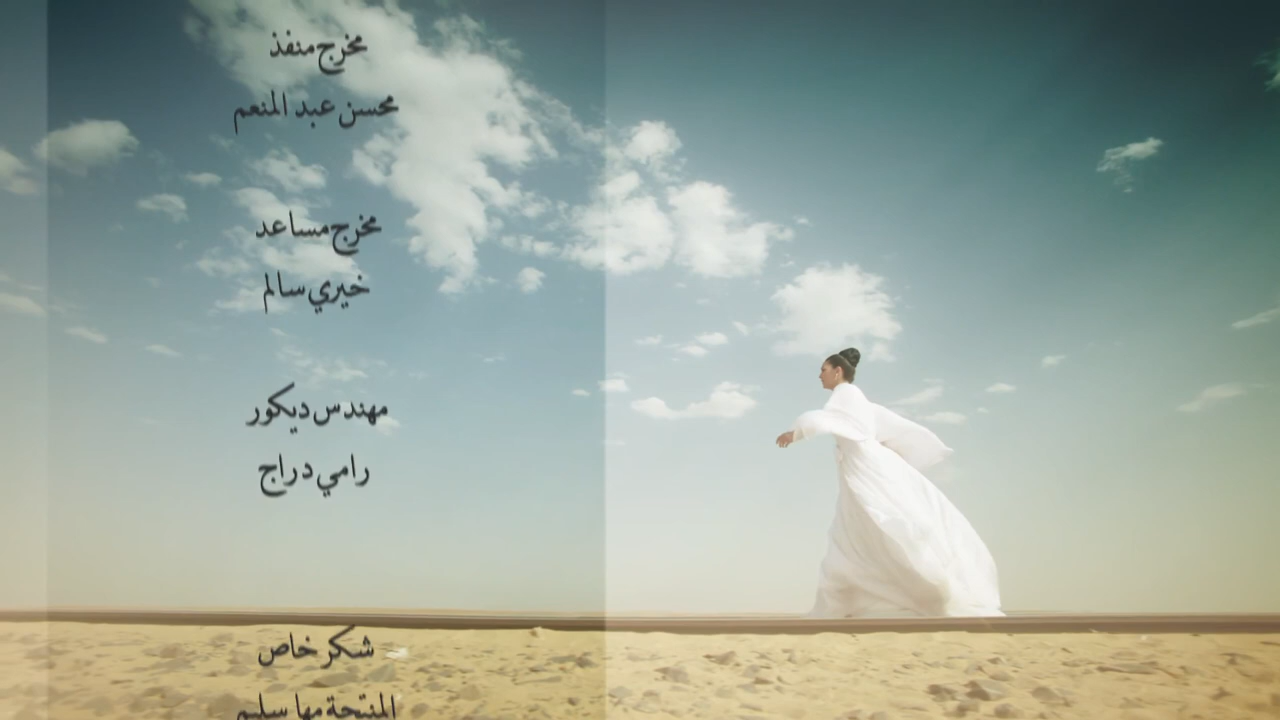 مخرج منفذ
محسن عبد المنعم
مخرج مساعد
خيري سالم
مهندس ديكور
رامي دراج
شكر خاص
المنتجة مها سليم